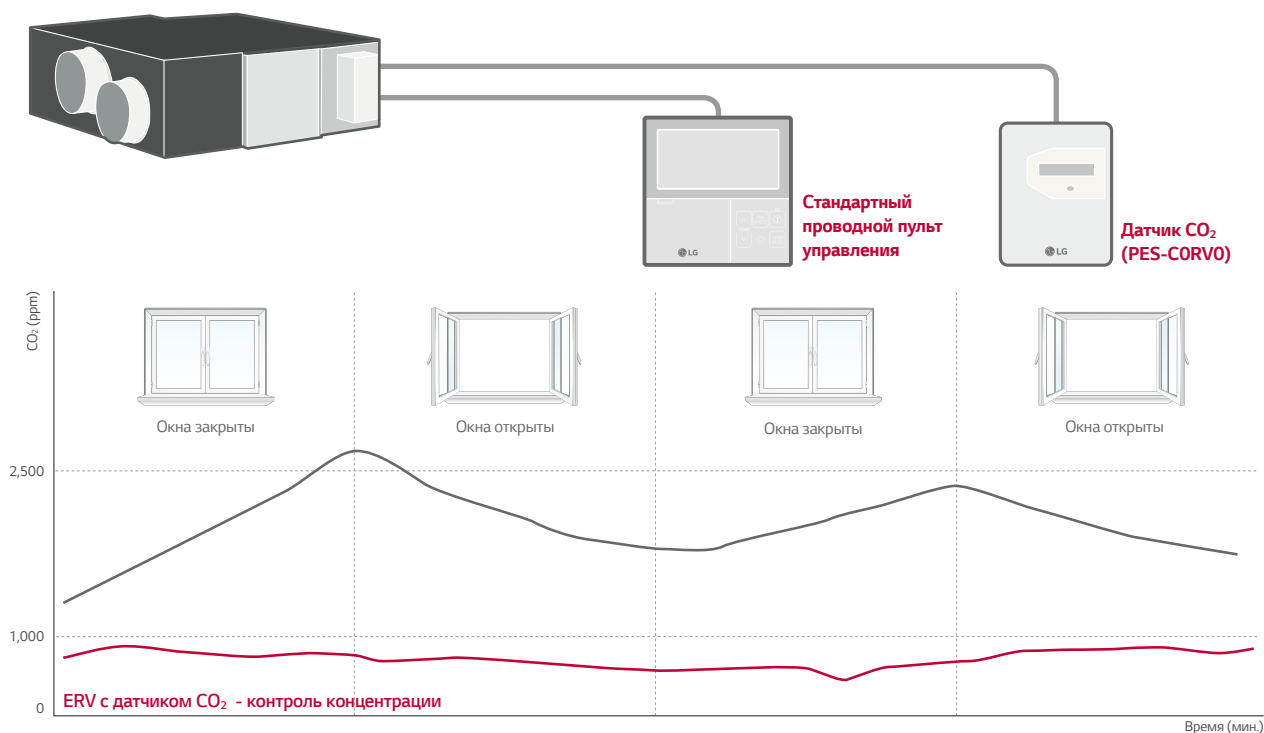 Стандартный
проводной пульт
управления
LG
Датчик CO₂
(PES-C0RV0)
LG
CO₂ (ppm)
Окна закрыты
Окна открыты
Окна закрыты
Окна открыты
2,500
1,000
0
ERV с датчиком CO₂ - контроль концентрации
Время (мин.)